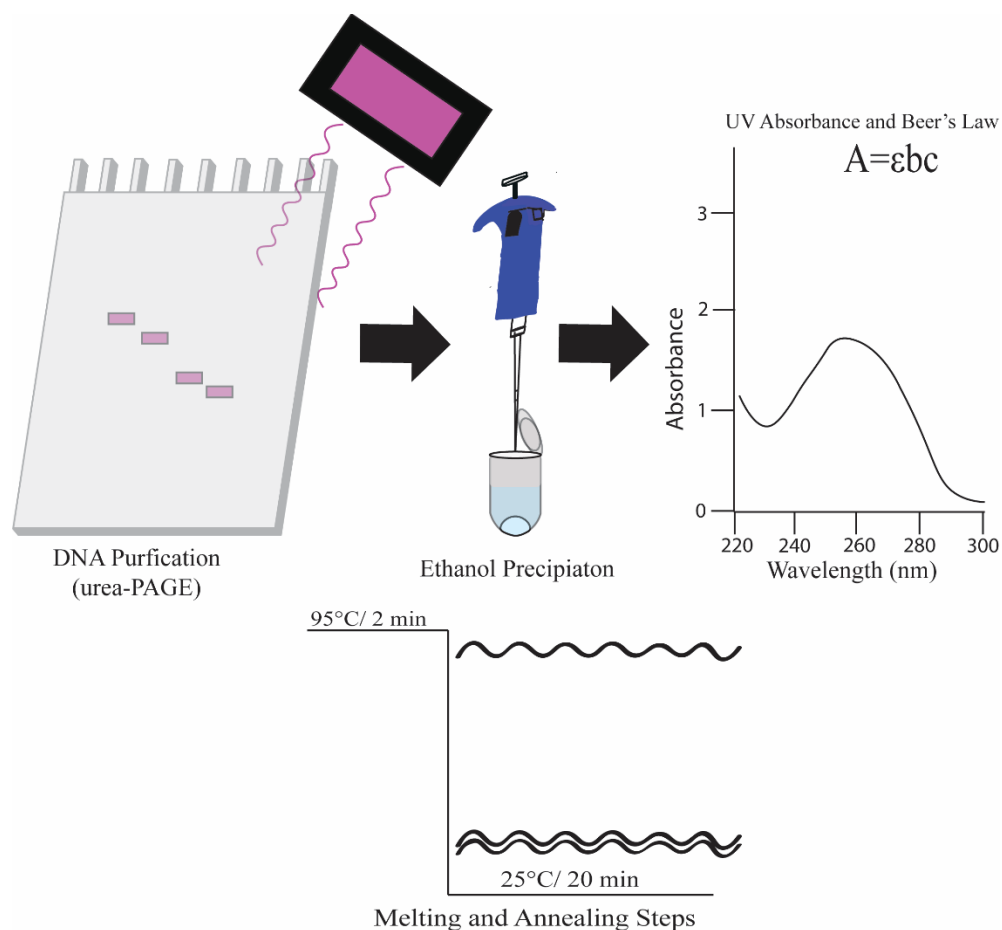 UV Absorbance and Beer's Law
A=εbc
3
2
1
0
Absorbance
220 240 260 280 300
Wavelength (nm)
DNA Purfication
(urea-PAGE)
Ethanol Precipiaton
95°C/ 2 min
25°C/ 20 min
Melting and Annealing Steps